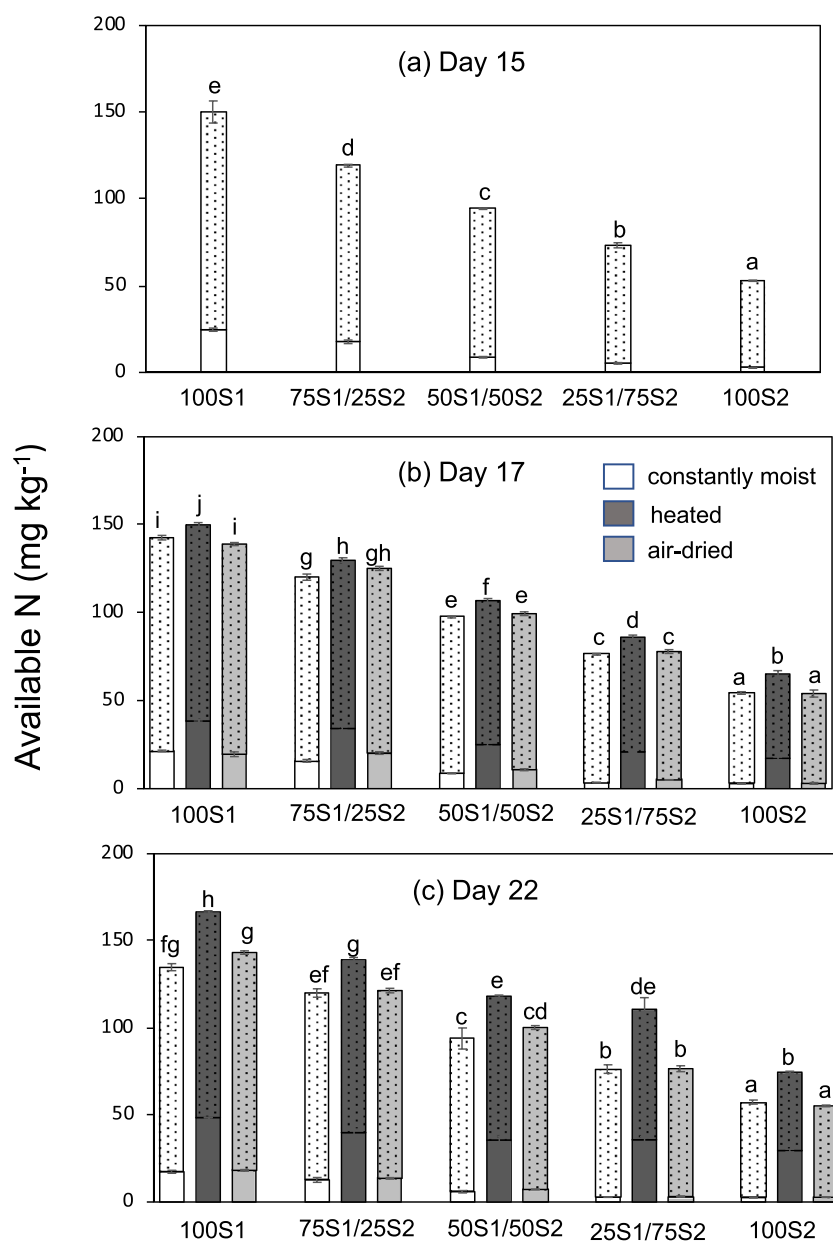 Available N (mg kg⁻¹)
200
(a) Day 15
e
150
d
c
100
b
a
50
0
100S1 75S1/25S2 50S1/50S2 25S1/75S2 100S2
200
(b) Day 17
constantly moist
heated
air-dried
i j i
150
g h gh
e f e
100
c d c
a b a
50
0
100S1 75S1/25S2 50S1/50S2 25S1/75S2 100S2
200
(c) Day 22
fg h g
150
ef g ef
c e cd
b de b
100
a b a
50
0
100S1 75S1/25S2 50S1/50S2 25S1/75S2 100S2